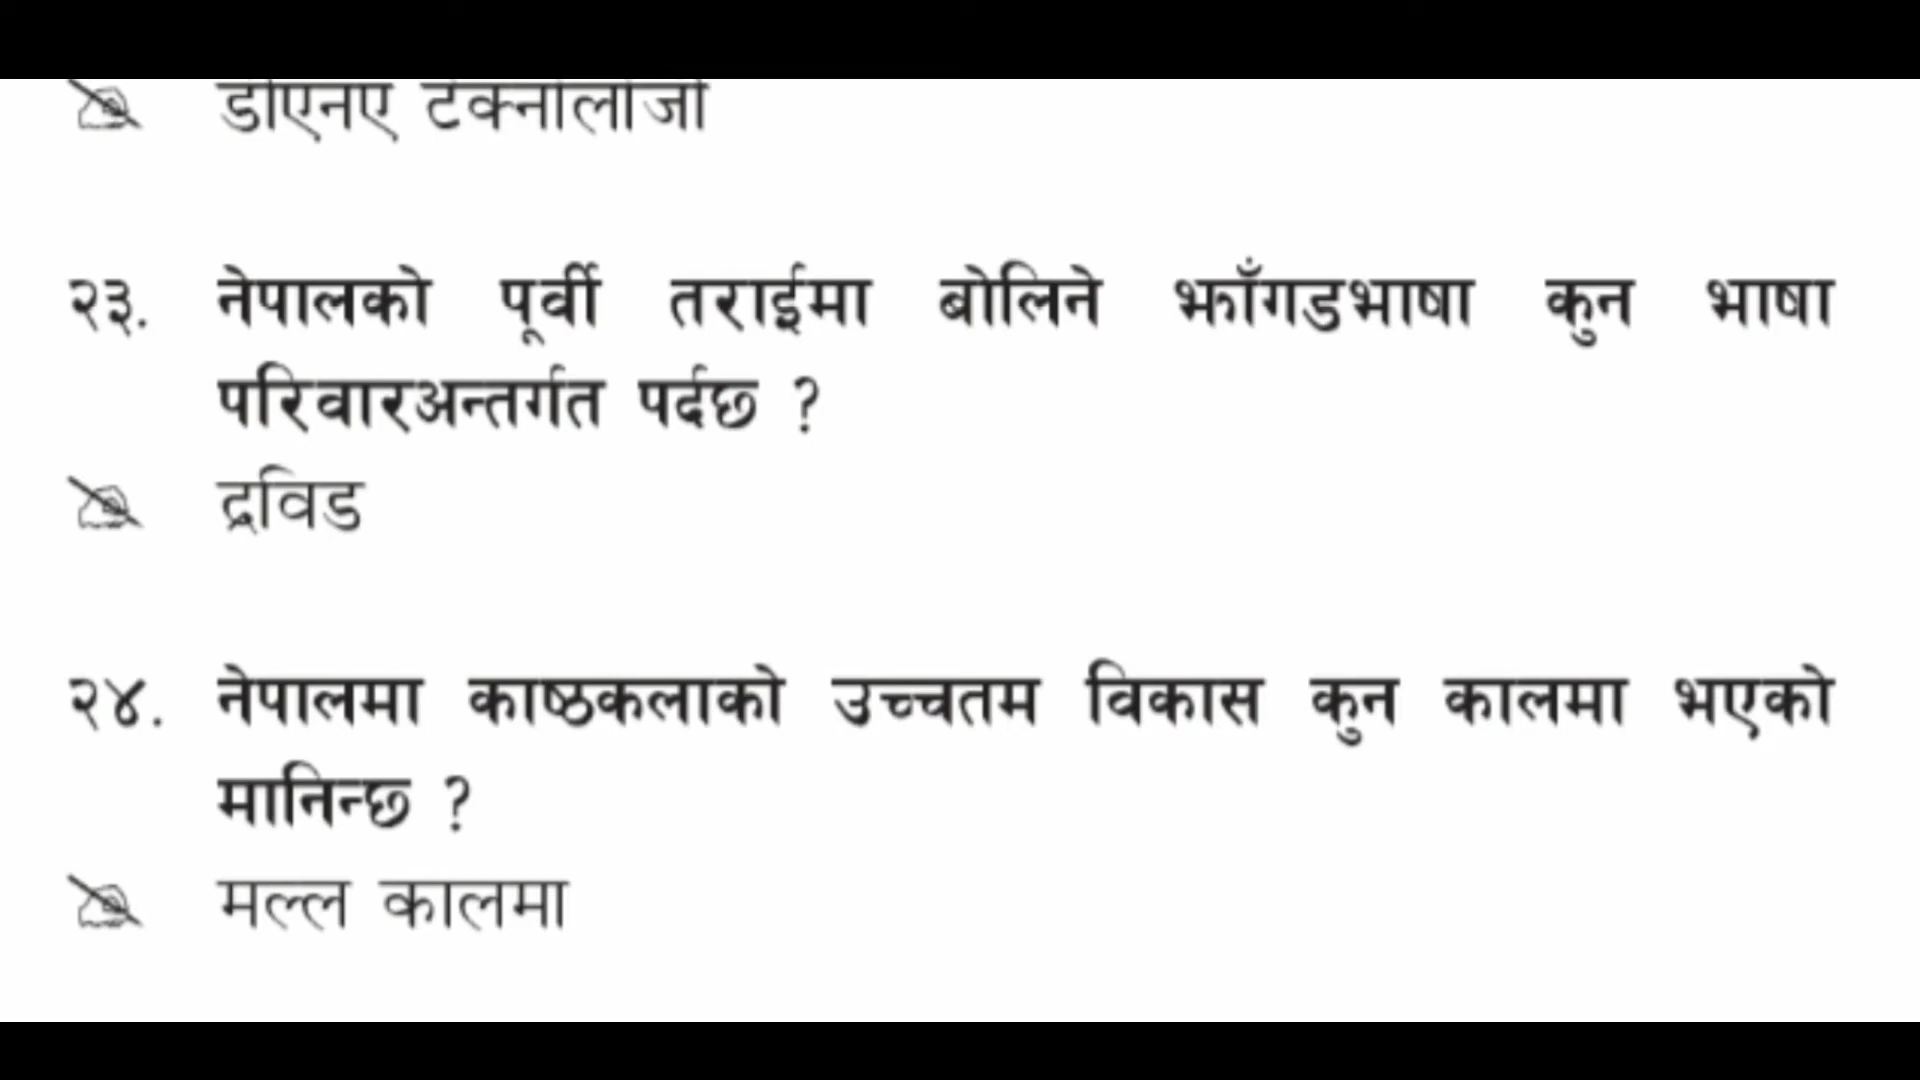 डीएनए टेक्नोलोजी
२३. नेपालको पूर्वी तराईमा बोलिने झाँगडभाषा कुन भाषा
परिवारअन्तर्गत पर्दछ ?
द्रविड
२४. नेपालमा काष्ठकलाको उच्चतम विकास कुन कालमा भएको
मानिन्छ ?
मल्ल कालमा